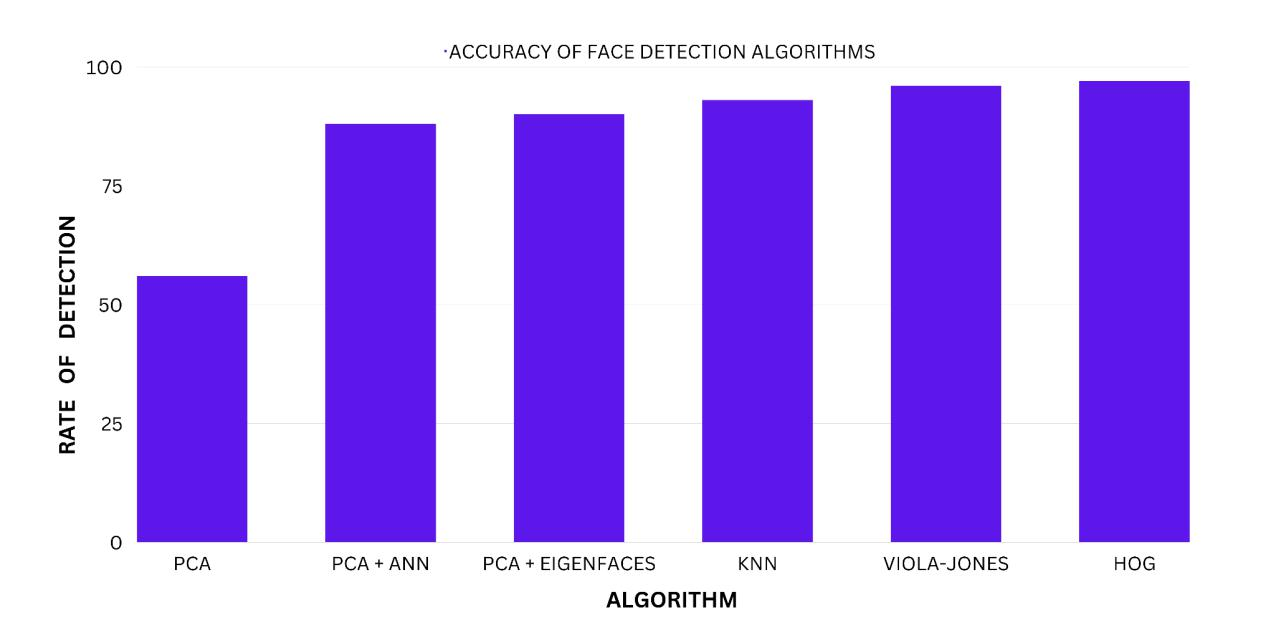 ·ACCURACY OF FACE DETECTION ALGORITHMS
100
75
50
25
0
RATE OF DETECTION
PCA
PCA + ANN
PCA + EIGENFACES
KNN
VIOLA-JONES
HOG
ALGORITHM